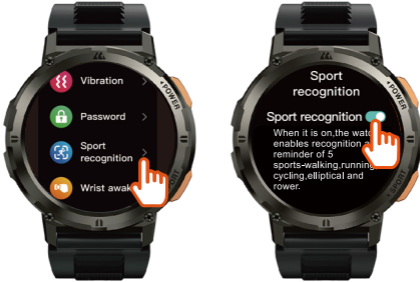 Vibration
Password
Sport
recognition
Wrist awak
POWER
SPORT
Sport
recognition
Sport recognition
When it is on,the watch
enables recognition a
reminder of 5
sports-walking,running
cycling,elliptical and
rower.
POWER
SPORT